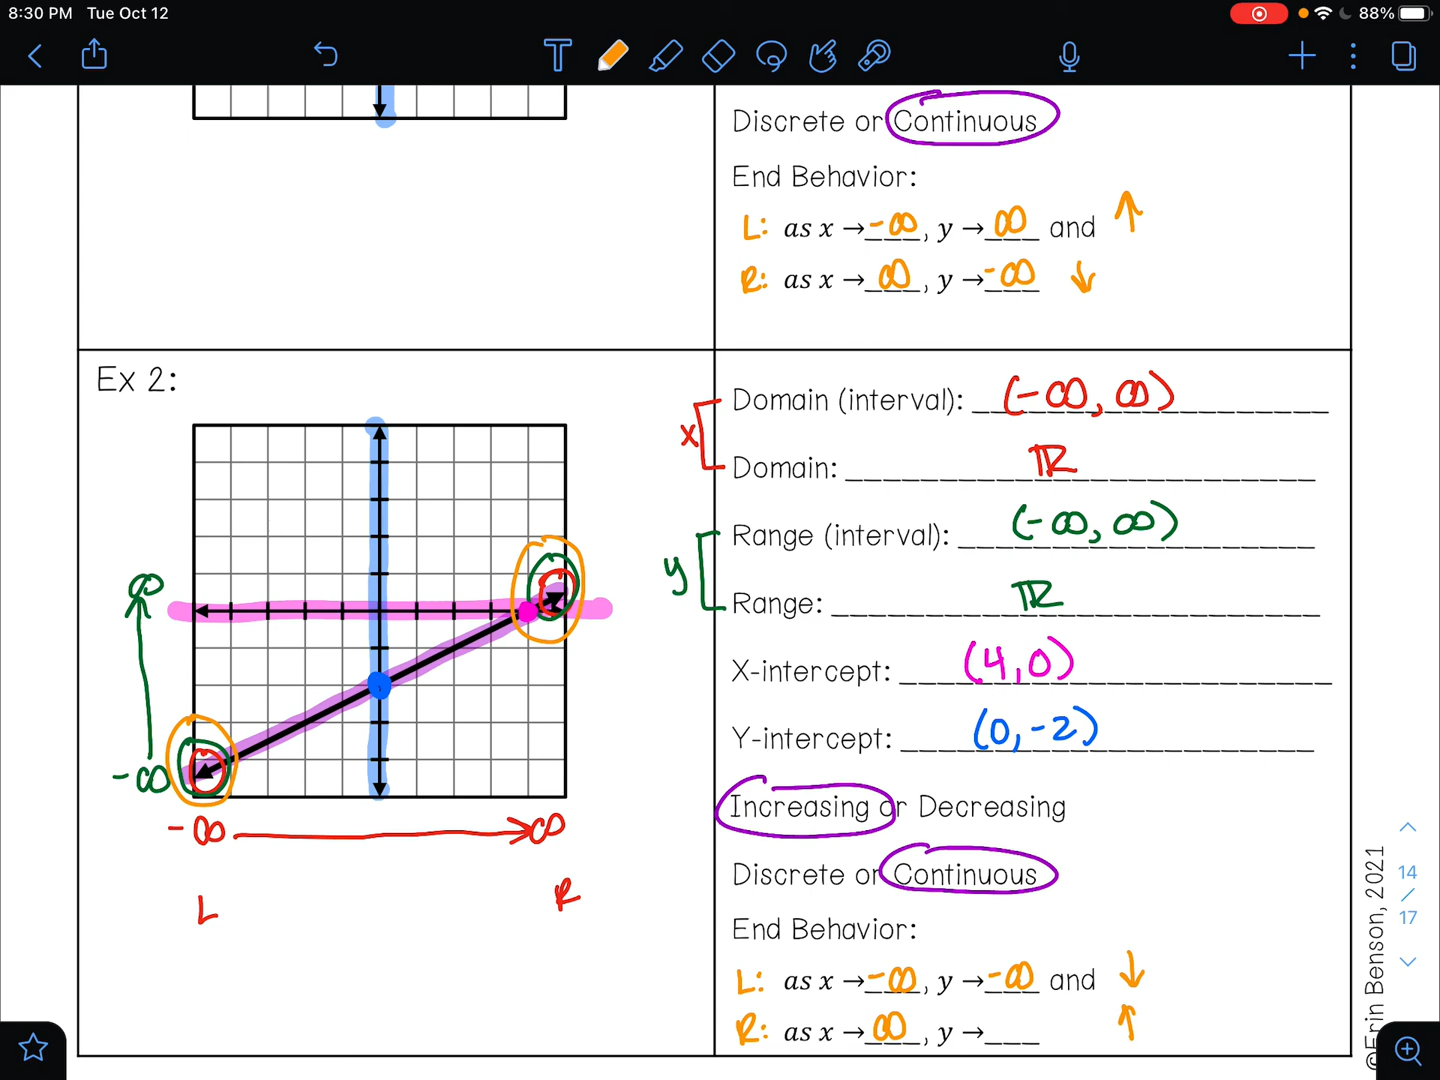 8:30 PM Tue Oct 12
88%
T
Discrete or Continuous
End Behavior:
L: as x → -∞, y → ∞ and ↑
R: as x → ∞, y → -∞ ↓
Ex 2:
∞
-∞
-∞ → ∞
L R
x
Domain (interval): (-∞, ∞)
Domain: ℝ
y
Range (interval): (-∞, ∞)
Range: ℝ
X-intercept: (4,0)
Y-intercept: (0,-2)
Increasing or Decreasing
Discrete or Continuous
End Behavior:
L: as x → -∞, y → -∞ and ↓
R: as x → ∞, y → ___ ↑
©Erin Benson, 2021
14
/
17